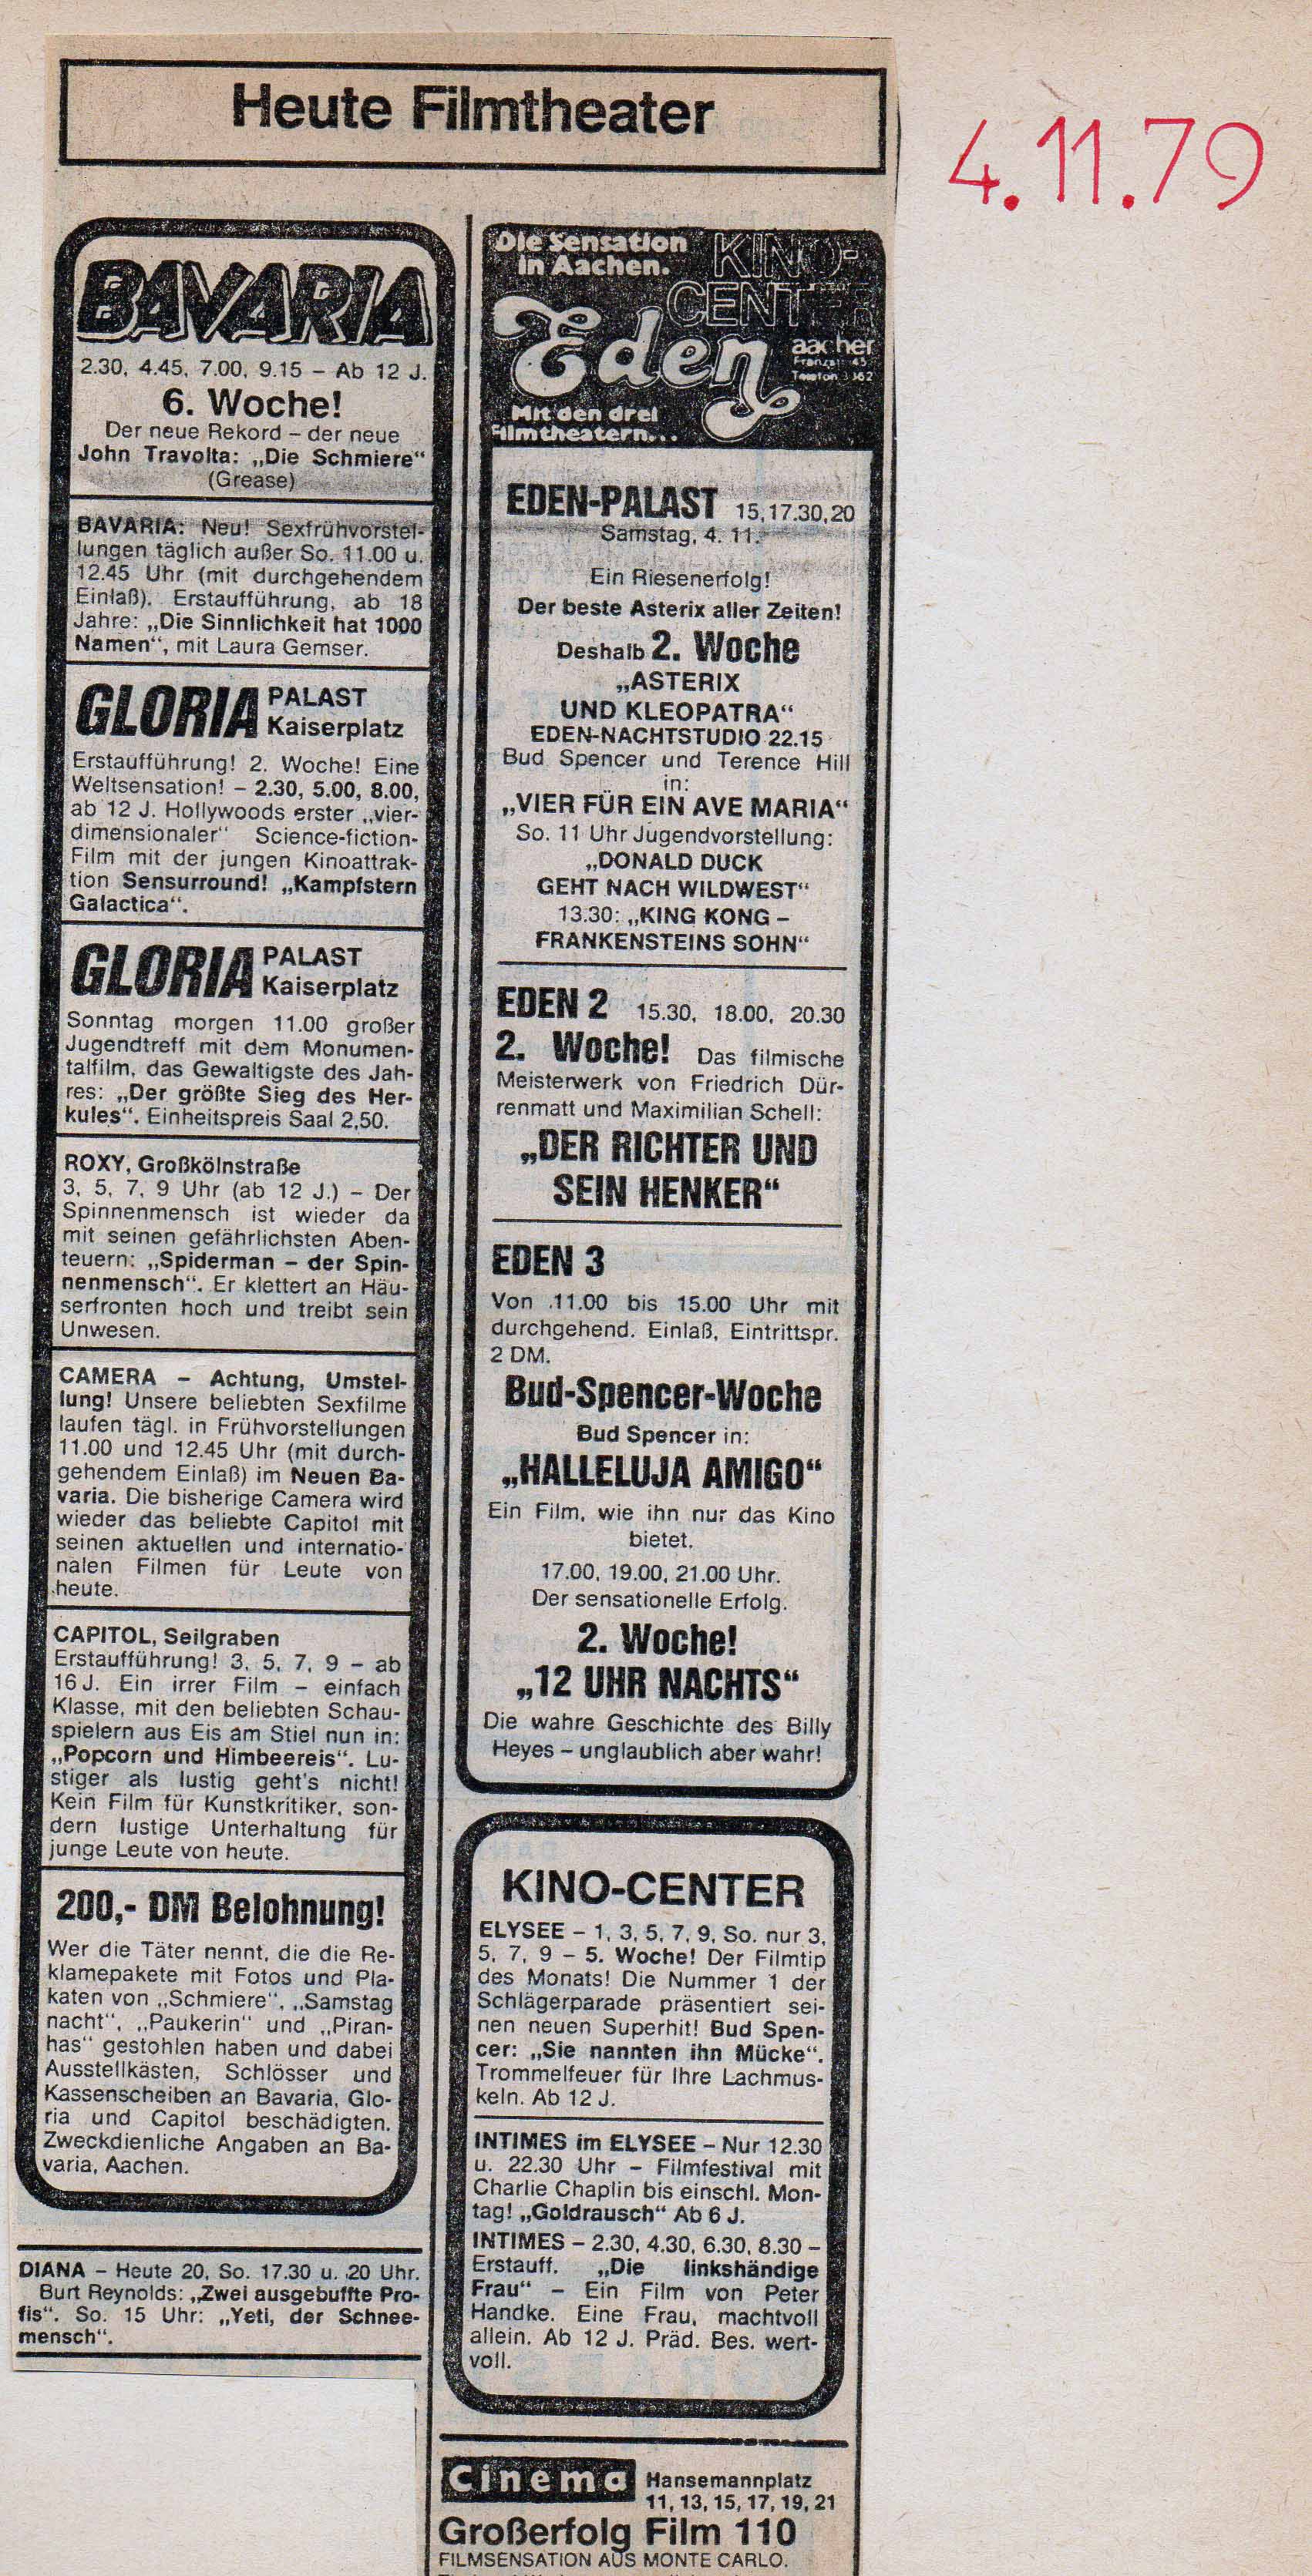 Heute Filmtheater
4.11.79
BAVARIA
2.30, 4.45, 7.00, 9.15 – Ab 12 J.
6. Woche!
Der neue Rekord – der neue
John Travolta: „Die Schmiere“
(Grease)
BAVARIA: Neu! Sexfrühvorstel-
lungen täglich außer So. 11.00 u.
12.45 Uhr (mit durchgehendem
Einlaß). Erstaufführung, ab 18
Jahre: „Die Sinnlichkeit hat 1000
Namen“, mit Laura Gemser.
GLORIA PALAST
Kaiserplatz
Erstaufführung! 2. Woche! Eine
Weltsensation! – 2.30, 5.00, 8.00,
ab 12 J. Hollywoods erster „vier-
dimensionaler“ Science-fiction-
Film mit der jungen Kinoattrak-
tion Sensurround! „Kampfstern
Galactica“.
GLORIA PALAST
Kaiserplatz
Sonntag morgen 11.00 großer
Jugendtreff mit dem Monumen-
talfilm, das Gewaltigste des Jah-
res: „Der größte Sieg des Her-
kules“. Einheitspreis Saal 2,50.
ROXY, Großkölnstraße
3, 5, 7, 9 Uhr (ab 12 J.) – Der
Spinnenmensch ist wieder da
mit seinen gefährlichsten Aben-
teuern: „Spiderman – der Spin-
nenmensch“. Er klettert an Häu-
serfronten hoch und treibt sein
Unwesen.
CAMERA – Achtung, Umstel-
lung! Unsere beliebten Sexfilme
laufen tägl. in Frühvorstellungen
11.00 und 12.45 Uhr (mit durch-
gehendem Einlaß) im Neuen Ba-
varia. Die bisherige Camera wird
wieder das beliebte Capitol mit
seinen aktuellen und internatio-
nalen Filmen für Leute von
heute.
CAPITOL, Seilgraben
Erstaufführung! 3, 5, 7, 9 – ab
16 J. Ein irrer Film – einfach
Klasse, mit den beliebten Schau-
spielern aus Eis am Stiel nun in:
„Popcorn und Himbeereis“. Lu-
stiger als lustig geht's nicht!
Kein Film für Kunstkritiker, son-
dern lustige Unterhaltung für
junge Leute von heute.
200,- DM Belohnung!
Wer die Täter nennt, die die Re-
klamepakete mit Fotos und Pla-
katen von „Schmiere“, „Samstag
nacht“, „Paukerin“ und „Piran-
has“ gestohlen haben und dabei
Ausstellkästen, Schlösser und
Kassenscheiben an Bavaria, Glo-
ria und Capitol beschädigten.
Zweckdienliche Angaben an Ba-
varia, Aachen.
DIANA – Heute 20, So. 17.30 u. 20 Uhr.
Burt Reynolds: „Zwei ausgebuffte Pro-
fis“. So. 15 Uhr: „Yeti, der Schnee-
mensch“.
Die Sensation
in Aachen.
KINO-
CENTER
Eden
Mit den drei
Filmtheatern...
EDEN-PALAST 15, 17.30, 20
Samstag, 4. 11.
Ein Riesenerfolg!
Der beste Asterix aller Zeiten!
Deshalb 2. Woche
„ASTERIX
UND KLEOPATRA“
EDEN-NACHTSTUDIO 22.15
Bud Spencer und Terence Hill
in:
„VIER FÜR EIN AVE MARIA“
So. 11 Uhr Jugendvorstellung:
„DONALD DUCK
GEHT NACH WILDWEST“
13.30: „KING KONG –
FRANKENSTEINS SOHN“
EDEN 2 15.30, 18.00, 20.30
2. Woche! Das filmische
Meisterwerk von Friedrich Dür-
renmatt und Maximilian Schell:
„DER RICHTER UND
SEIN HENKER“
EDEN 3
Von 11.00 bis 15.00 Uhr mit
durchgehend. Einlaß, Eintrittspr.
2 DM.
Bud-Spencer-Woche
Bud Spencer in:
„HALLELUJA AMIGO“
Ein Film, wie ihn nur das Kino
bietet.
17.00, 19.00, 21.00 Uhr.
Der sensationelle Erfolg.
2. Woche!
„12 UHR NACHTS“
Die wahre Geschichte des Billy
Heyes – unglaublich aber wahr!
KINO-CENTER
ELYSEE – 1, 3, 5, 7, 9, So. nur 3,
5, 7, 9 – 5. Woche! Der Filmtip
des Monats! Die Nummer 1 der
Schlägerparade präsentiert sei-
nen neuen Superhit! Bud Spen-
cer: „Sie nannten ihn Mücke“.
Trommelfeuer für Ihre Lachmus-
keln. Ab 12 J.
INTIMES im ELYSEE – Nur 12.30
u. 22.30 Uhr – Filmfestival mit
Charlie Chaplin bis einschl. Mon-
tag! „Goldrausch“ Ab 6 J.
INTIMES – 2.30, 4.30, 6.30, 8.30 –
Erstauff. „Die linkshändige
Frau“ – Ein Film von Peter
Handke. Eine Frau, machtvoll
allein. Ab 12 J. Präd. Bes. wert-
voll.
Cinema Hansemannplatz
11, 13, 15, 17, 19, 21
Großerfolg Film 110
FILMSENSATION AUS MONTE CARLO.